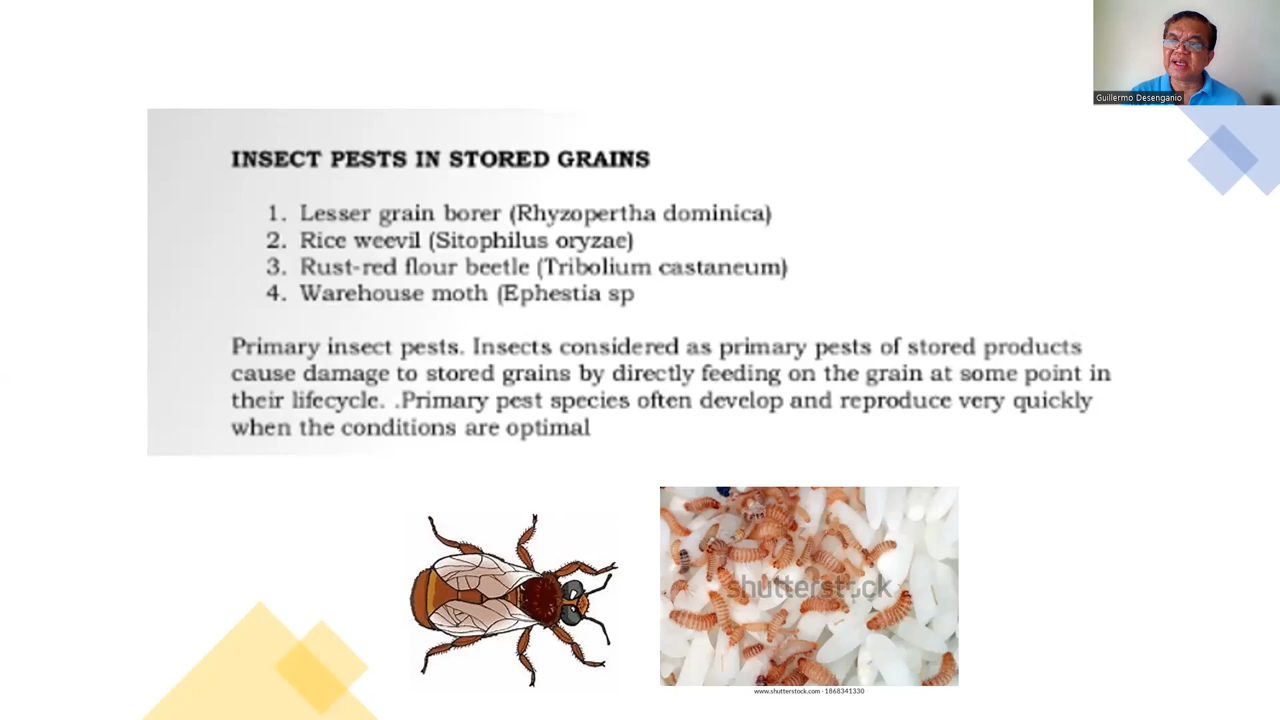 Guillermo Desenganio
INSECT PESTS IN STORED GRAINS
1. Lesser grain borer (Rhyzopertha dominica)
2. Rice weevil (Sitophilus oryzae)
3. Rust-red flour beetle (Tribolium castaneum)
4. Warehouse moth (Ephestia sp
Primary insect pests. Insects considered as primary pests of stored products
cause damage to stored grains by directly feeding on the grain at some point in
their lifecycle. .Primary pest species often develop and reproduce very quickly
when the conditions are optimal
shutterstock
www.shutterstock.com · 1868341330